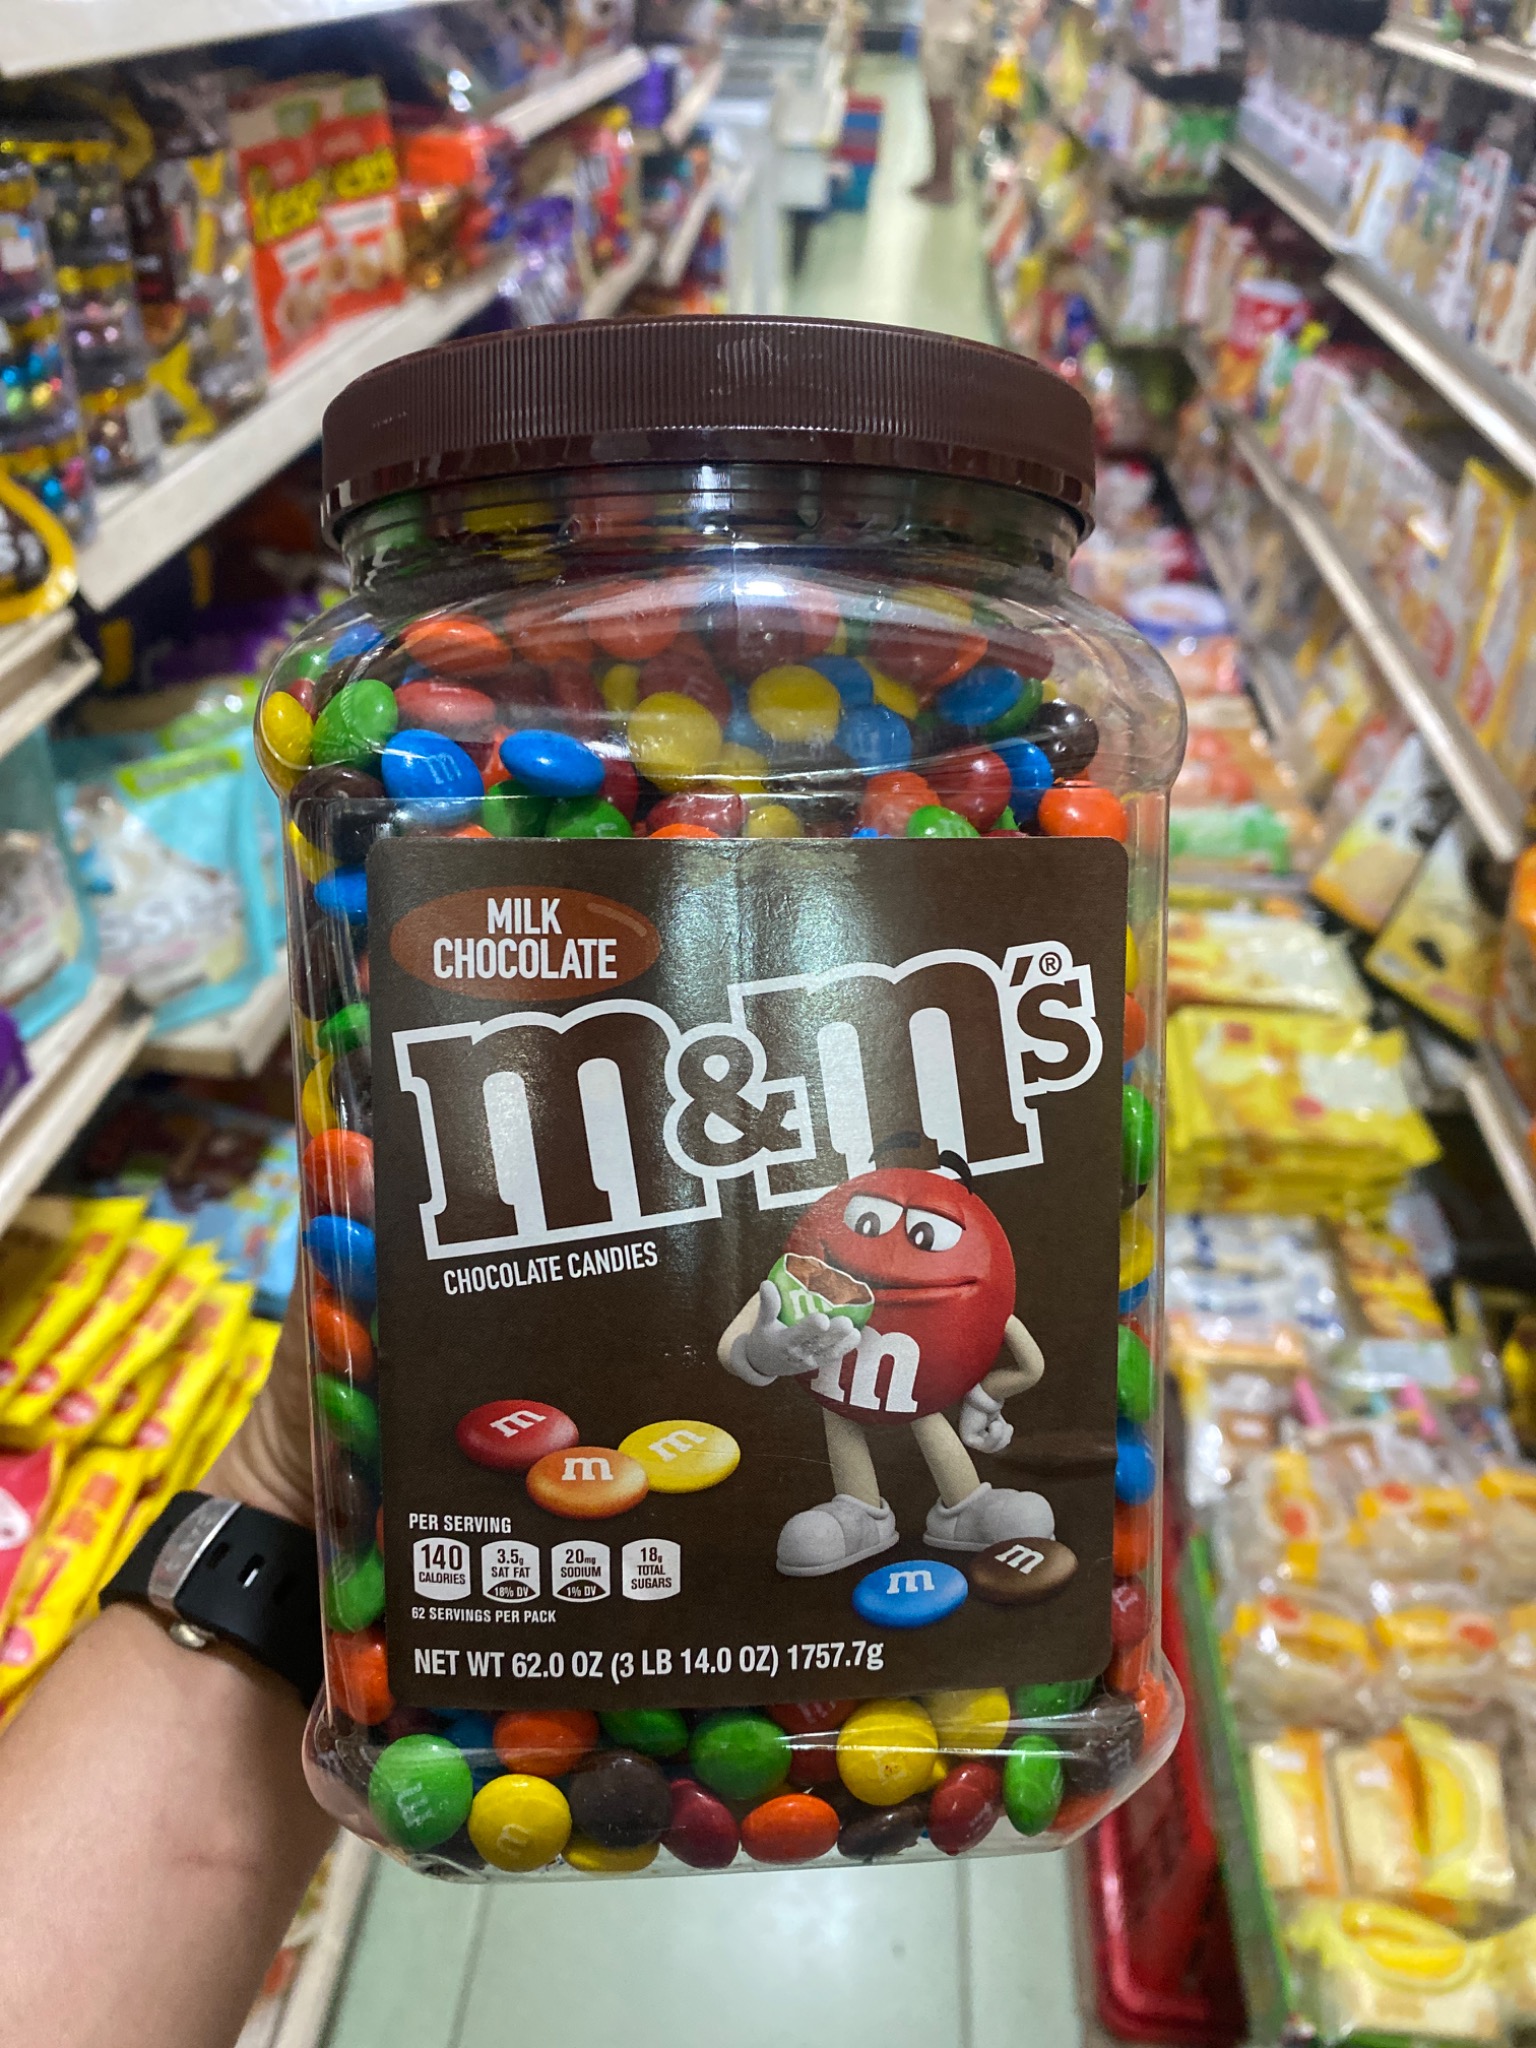 MILK
CHOCOLATE
m&m's®
CHOCOLATE CANDIES
m
m
m
m
m
PER SERVING
140
CALORIES
3.5g
SAT FAT
18% DV
20mg
SODIUM
1% DV
18g
TOTAL
SUGARS
m
m
62 SERVINGS PER PACK
NET WT 62.0 OZ (3 LB 14.0 OZ) 1757.7g